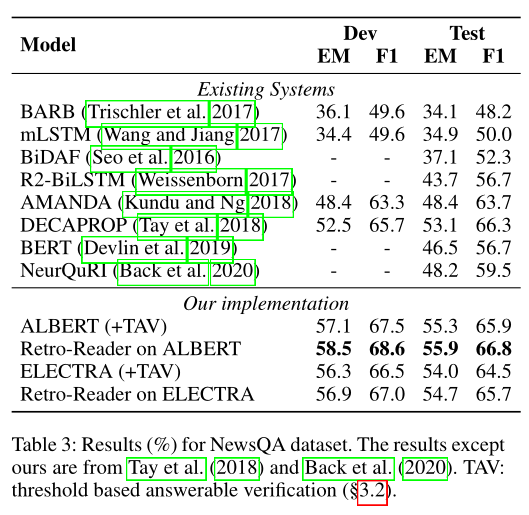 Model Dev Test
EM F1 EM F1
Existing Systems
BARB (Trischler et al. 2017) 36.1 49.6 34.1 48.2
mLSTM (Wang and Jiang 2017) 34.4 49.6 34.9 50.0
BiDAF (Seo et al. 2016) - - 37.1 52.3
R2-BiLSTM (Weissenborn 2017) - - 43.7 56.7
AMANDA (Kundu and Ng 2018) 48.4 63.3 48.4 63.7
DECAPROP (Tay et al. 2018) 52.5 65.7 53.1 66.3
BERT (Devlin et al. 2019) - - 46.5 56.7
NeurQuRI (Back et al. 2020) - - 48.2 59.5
Our implementation
ALBERT (+TAV) 57.1 67.5 55.3 65.9
Retro-Reader on ALBERT 58.5 68.6 55.9 66.8
ELECTRA (+TAV) 56.3 66.5 54.0 64.5
Retro-Reader on ELECTRA 56.9 67.0 54.7 65.7
Table 3: Results (%) for NewsQA dataset. The results except
ours are from Tay et al. (2018) and Back et al. (2020). TAV:
threshold based answerable verification (§3.2).